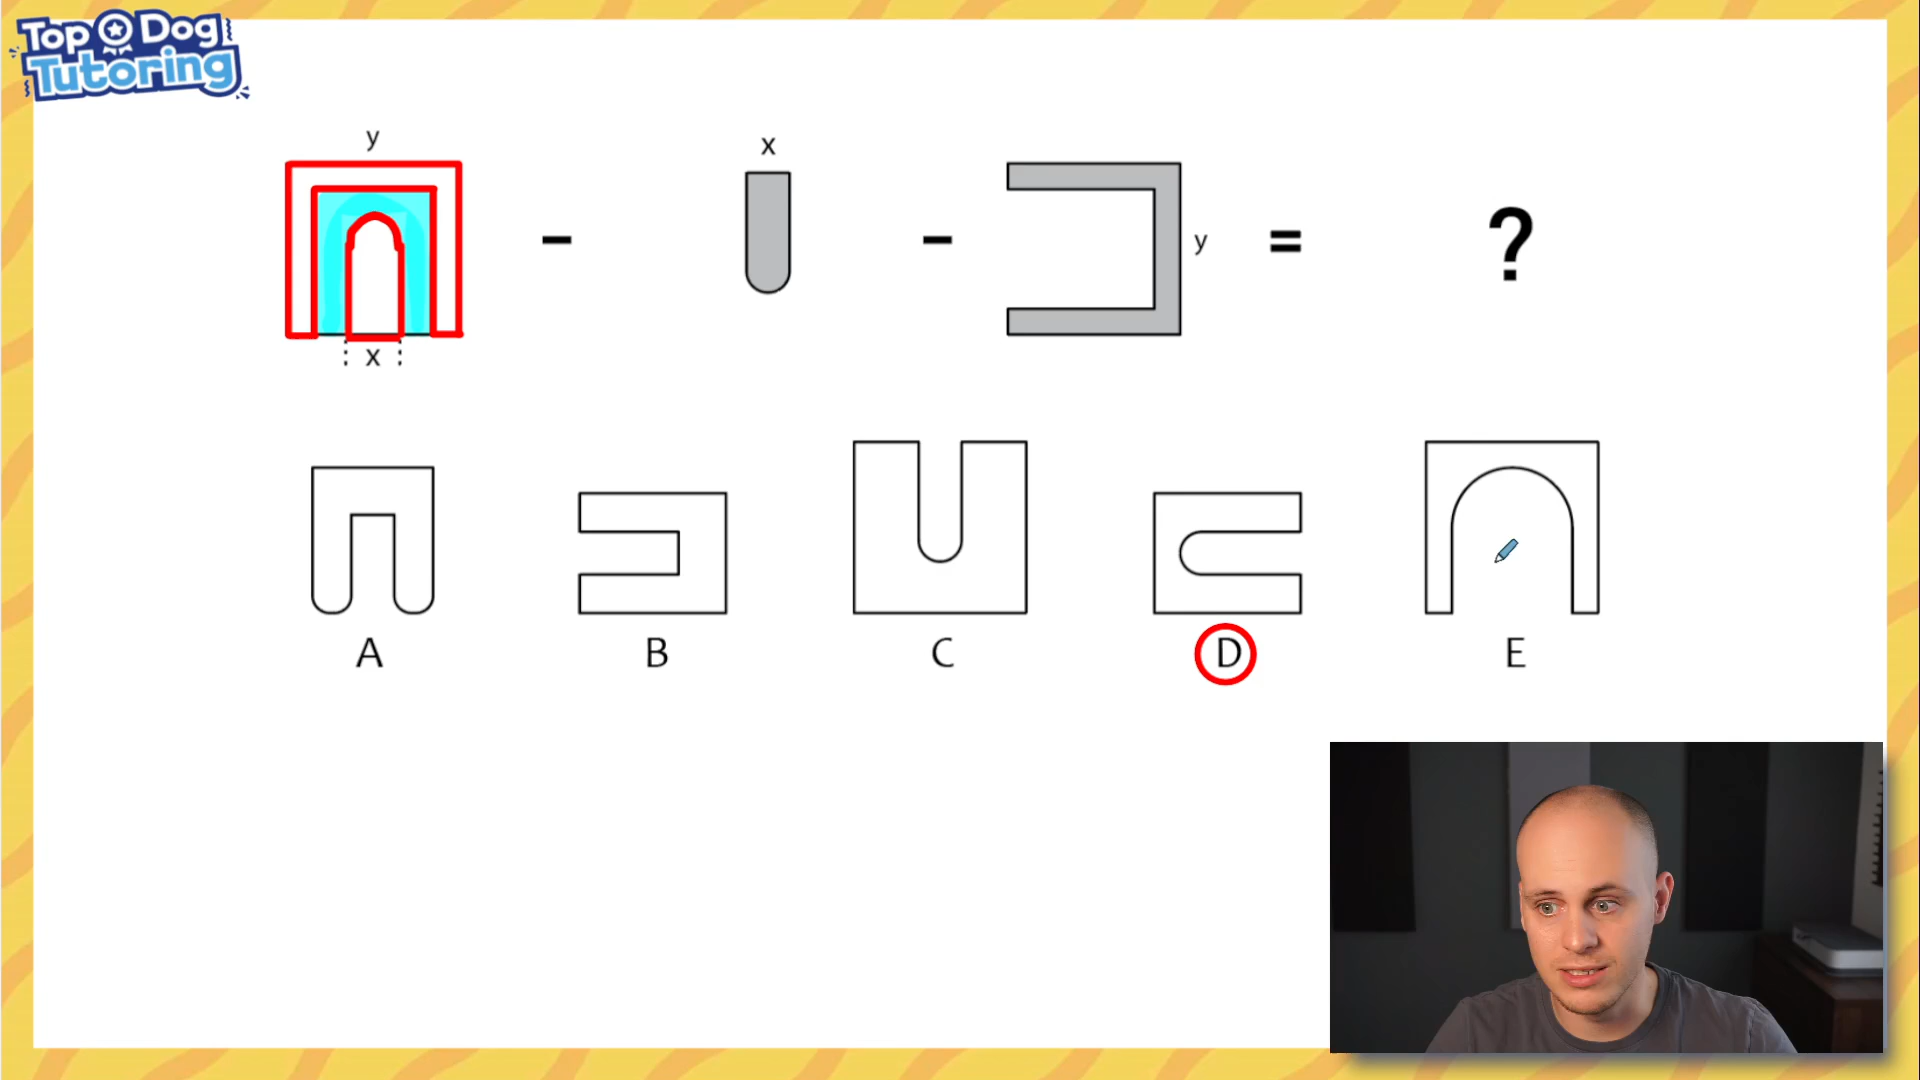 Top Dog
Tutoring
y
x
x
y
- - = ?
A B C D E